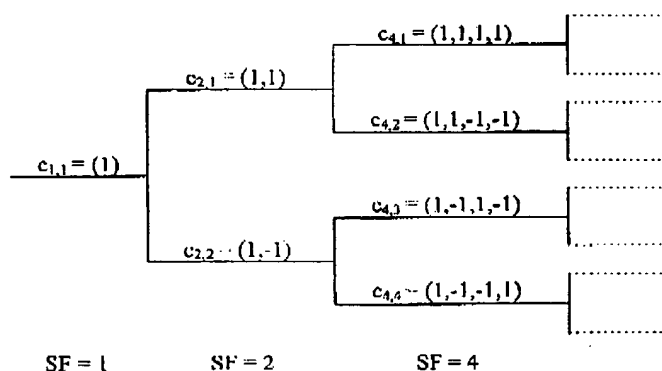 c4,1 = (1,1,1,1)
c2,1 = (1,1)
c4,2 = (1,1,-1,-1)
c1,1 = (1)
c4,3 = (1,-1,1,-1)
c2,2 = (1,-1)
c4,4 = (1,-1,-1,1)
SF = 1 SF = 2 SF = 4